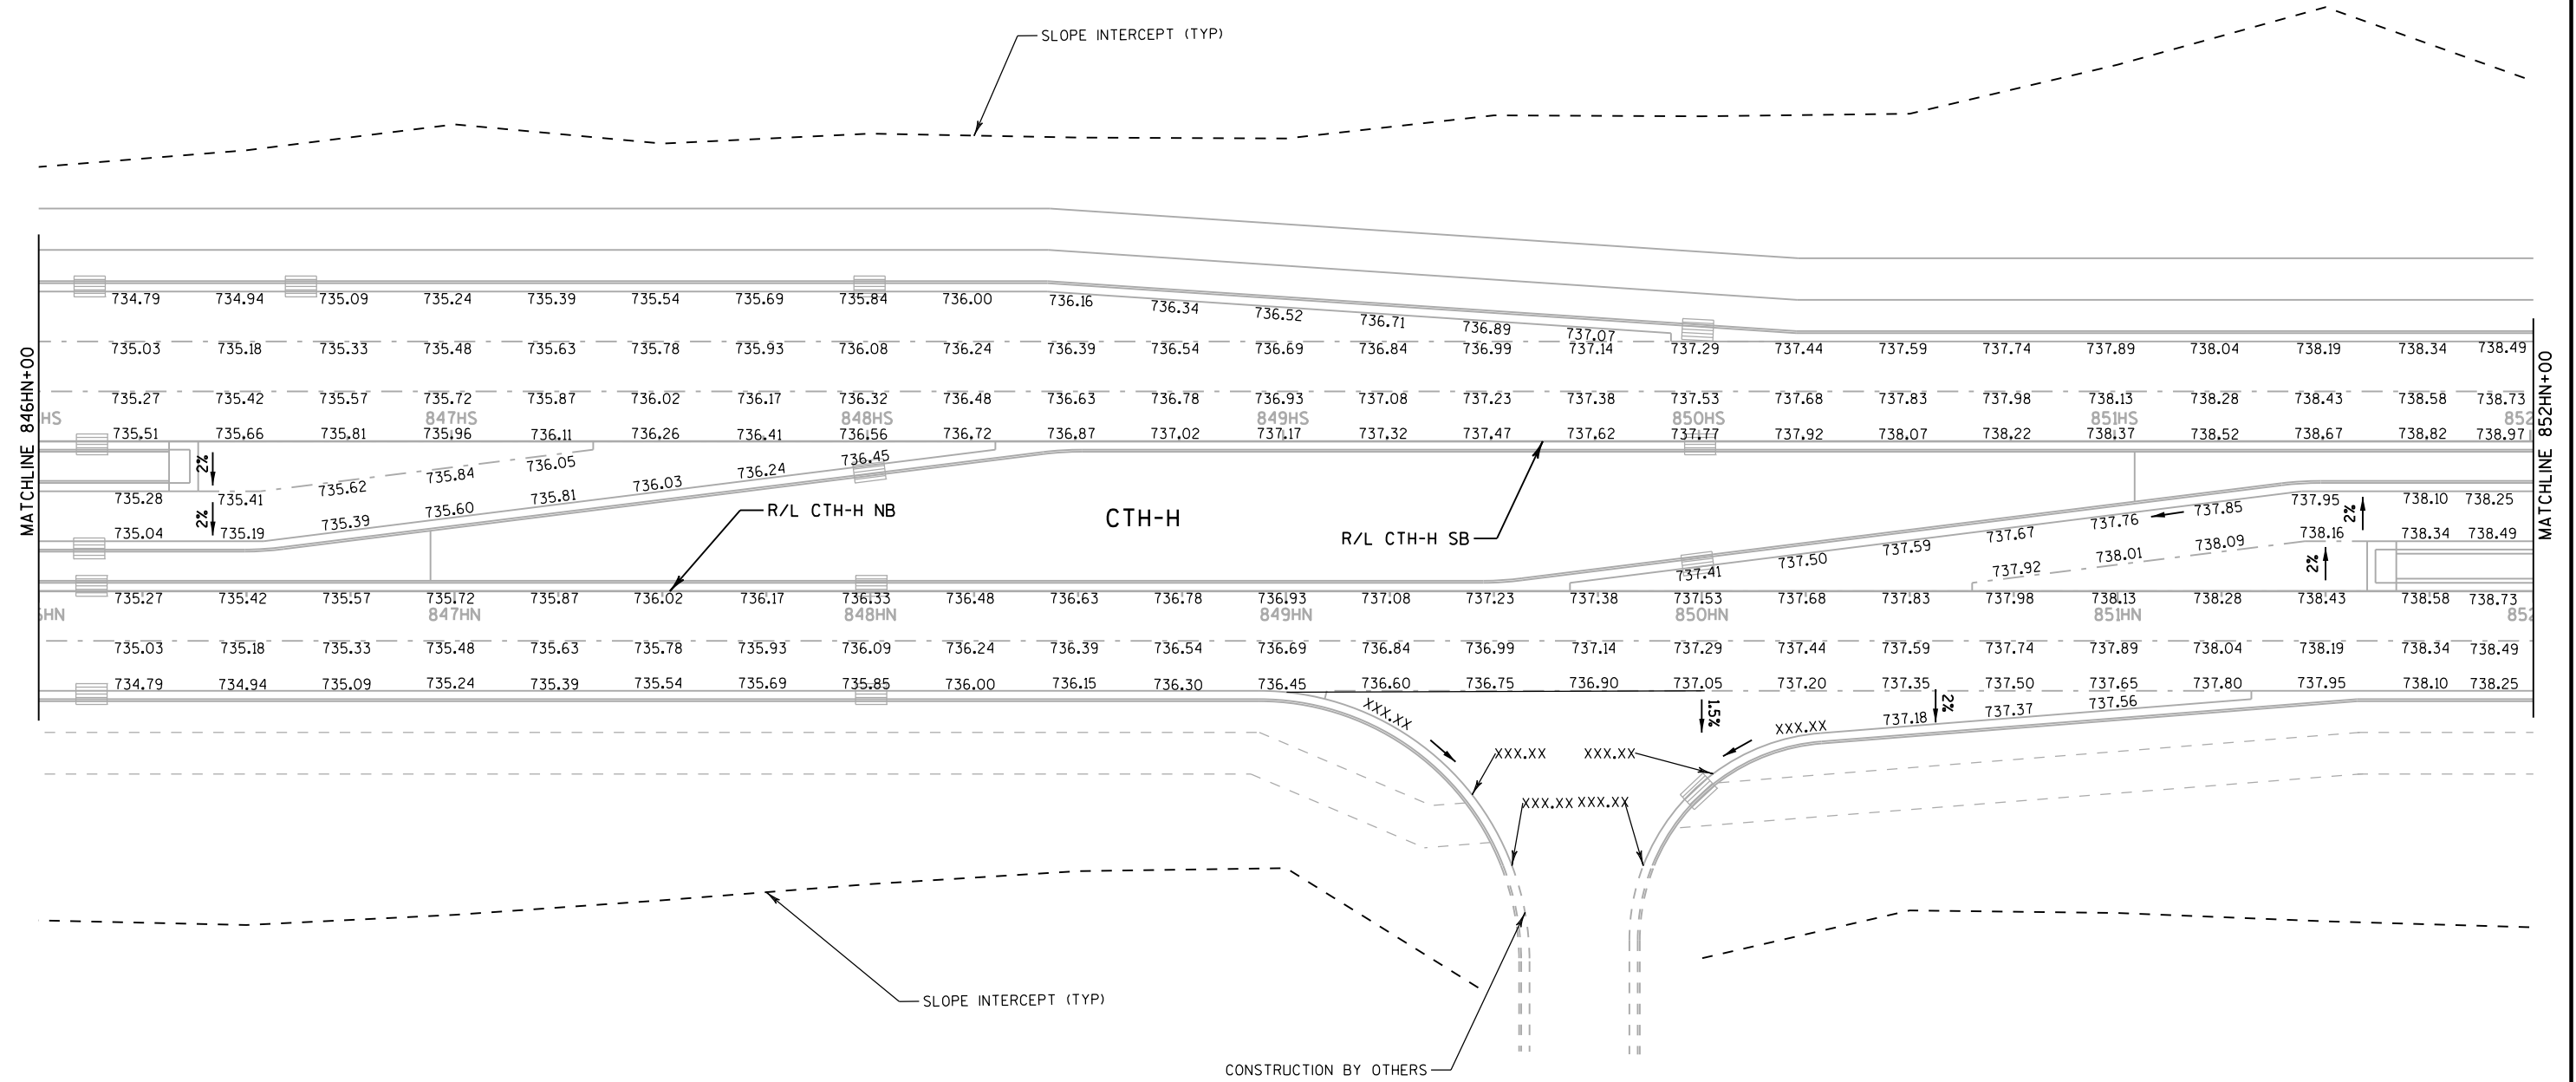 SLOPE INTERCEPT (TYP)
734.79 734.94 735.09 735.24 735.39 735.54 735.69 735.84 736.00 736.16 736.34 736.52 736.71 736.89 737.07
735.03 735.18 735.33 735.48 735.63 735.78 735.93 736.08 736.24 736.39 736.54 736.69 736.84 736.99 737.14 737.29 737.44 737.59 737.74 737.89 738.04 738.19 738.34 738.49
735.27 735.42 735.57 735.72 735.87 736.02 736.17 736.32 736.48 736.63 736.78 736.93 737.08 737.23 737.38 737.53 737.68 737.83 737.98 738.13 738.28 738.43 738.58 738.73
HS 847HS 848HS 849HS 850HS 851HS 852
735.51 735.66 735.81 735.96 736.11 736.26 736.41 736.56 736.72 736.87 737.02 737.17 737.32 737.47 737.62 737.77 737.92 738.07 738.22 738.37 738.52 738.67 738.82 738.97
MATCHLINE 846HN+00
MATCHLINE 852HN+00
2%
735.28 735.41 735.62 735.84 736.05
2%
735.04 735.19 735.39 735.60 735.81 736.03 736.24 736.45
R/L CTH-H NB
CTH-H
R/L CTH-H SB
737.41 737.50 737.59 737.67 737.76 737.85 737.95 738.10 738.25
2%
737.92 738.01 738.09 738.16 738.34 738.49
2%
735.27 735.42 735.57 735.72 735.87 736.02 736.17 736.33 736.48 736.63 736.78 736.93 737.08 737.23 737.38 737.53 737.68 737.83 737.98 738.13 738.28 738.43 738.58 738.73
HN 847HN 848HN 849HN 850HN 851HN 852
735.03 735.18 735.33 735.48 735.63 735.78 735.93 736.09 736.24 736.39 736.54 736.69 736.84 736.99 737.14 737.29 737.44 737.59 737.74 737.89 738.04 738.19 738.34 738.49
734.79 734.94 735.09 735.24 735.39 735.54 735.69 735.85 736.00 736.15 736.30 736.45 736.60 736.75 736.90 737.05 737.20 737.35 737.50 737.65 737.80 737.95 738.10 738.25
XXX.XX
1.5%
XXX.XX
737.18 737.37 737.56
2%
XXX.XX XXX.XX
XXX.XX XXX.XX
SLOPE INTERCEPT (TYP)
CONSTRUCTION BY OTHERS